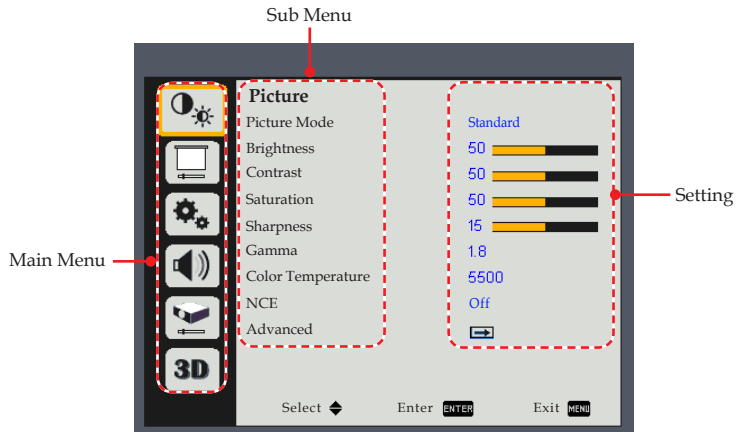 Sub Menu
Picture
Picture Mode Standard
Brightness 50
Contrast 50
Saturation 50
Setting
Sharpness 15
Gamma 1.8
Main Menu
Color Temperature 5500
NCE Off
Advanced
3D
Select Enter ENTER Exit MENU